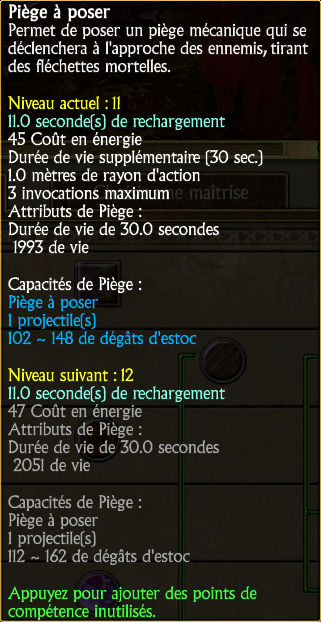 Piège à poser
Permet de poser un piège mécanique qui se
déclenchera à l'approche des ennemis, tirant
des fléchettes mortelles.
Niveau actuel : 11
11.0 seconde(s) de rechargement
45 Coût en énergie
Durée de vie supplémentaire (30 sec.)
1.0 mètres de rayon d'action
3 invocations maximum
Attributs de Piège :
Durée de vie de 30.0 secondes
1993 de vie
Capacités de Piège :
Piège à poser
1 projectile(s)
102 ~ 148 de dégâts d'estoc
Niveau suivant : 12
11.0 seconde(s) de rechargement
47 Coût en énergie
Attributs de Piège :
Durée de vie de 30.0 secondes
2051 de vie
Capacités de Piège :
Piège à poser
1 projectile(s)
112 ~ 162 de dégâts d'estoc
Appuyez pour ajouter des points de
compétence inutilisés.